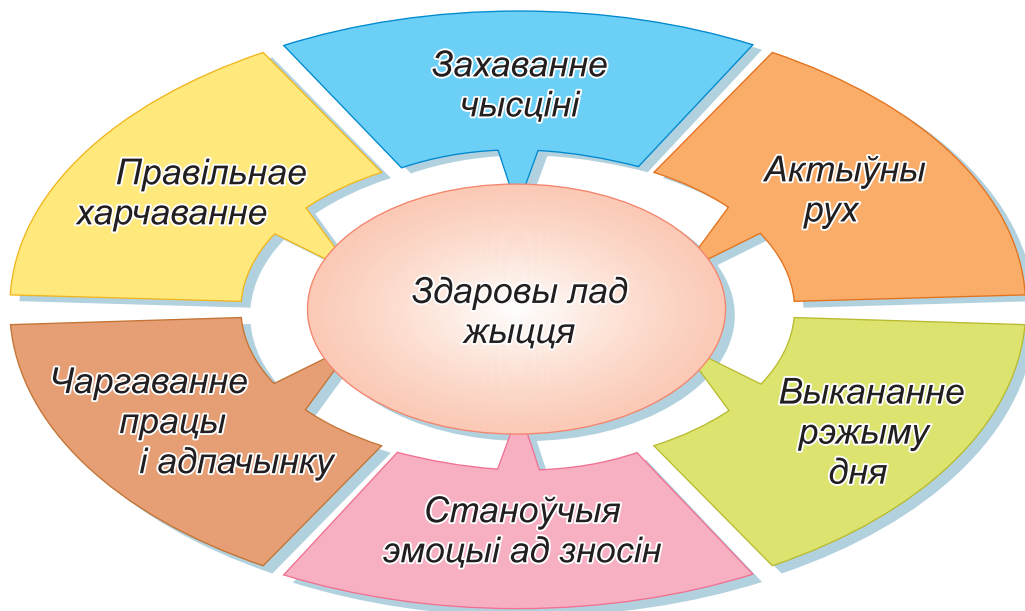 Захаванне
чысціні
Актыўны
рух
Правільнае
харчаванне
Здаровы лад
жыцця
Чаргаванне
працы
і адпачынку
Выкананне
рэжыму
дня
Станоўчыя
эмоцыі ад зносін